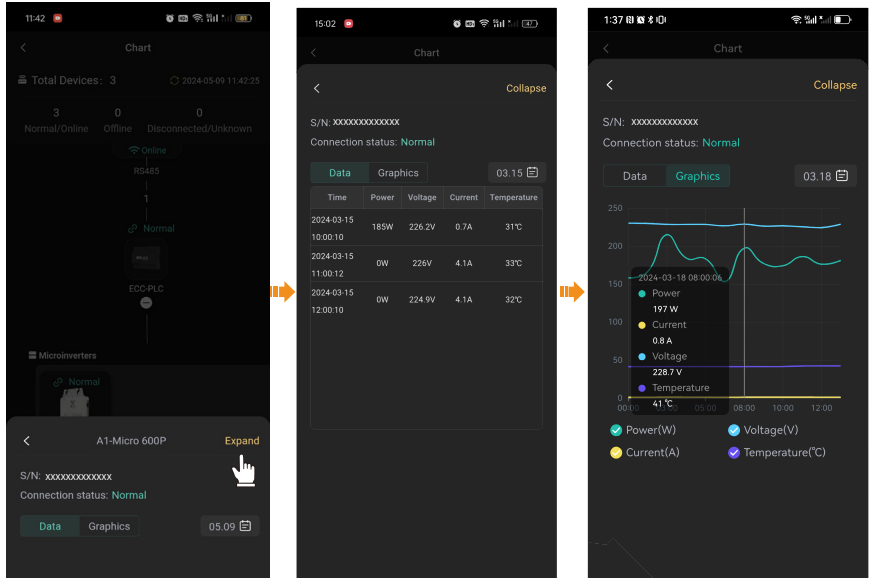 11:42
Chart
Total Devices: 3
2024-05-09 11:42:25
3 0 0
Normal/Online Offline Disconnected/Unknown
Online
RS485
1
Normal
ECC-PLC
Microinverters
Normal
A1-Micro 600P Expand
S/N: xxxxxxxxxxxxx
Connection status: Normal
Data Graphics 05.09
15:02 47
Chart
Collapse
S/N: xxxxxxxxxxxxx
Connection status: Normal
Data Graphics 03.15
Time Power Voltage Current Temperature
2024-03-15
10:00:10 185W 226.2V 0.7A 31℃
2024-03-15
11:00:12 0W 226V 4.1A 33℃
2024-03-15
12:00:10 0W 224.9V 4.1A 32℃
1:37
Chart
Collapse
S/N: xxxxxxxxxxxxx
Connection status: Normal
Data Graphics 03.18
250
200
150
100
50
0
2024-03-18 08:00:06
Power
197 W
Current
0.8 A
Voltage
228.7 V
Temperature
41 ℃
00:00 05:00 08:00 10:00 12:00
Power(W) Voltage(V)
Current(A) Temperature(℃)